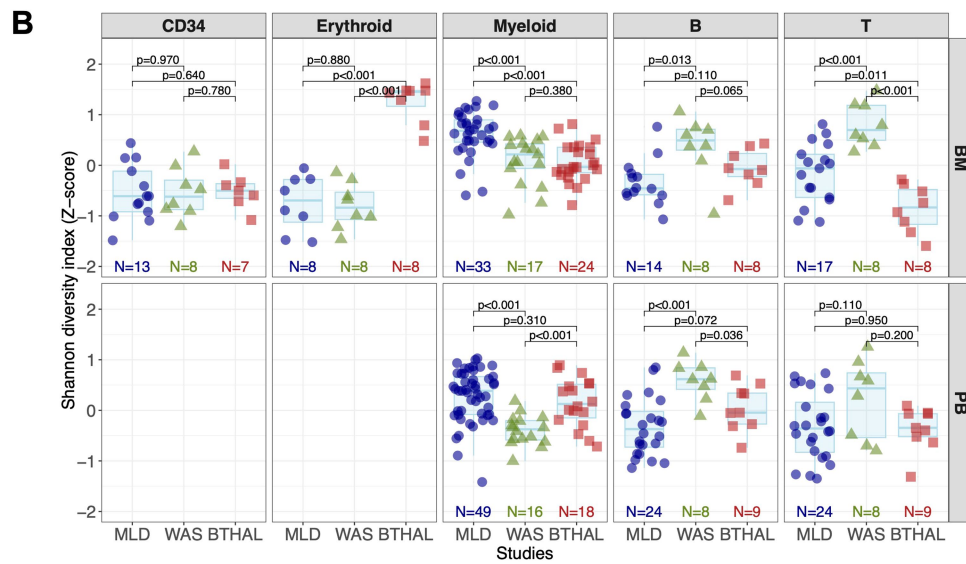 B
CD34 Erythroid Myeloid B T
p=0.970 p=0.880 p<0.001 p=0.013 p<0.001
p=0.640 p<0.001 p<0.001 p=0.110 p=0.011
p=0.780 p<0.001 p=0.380 p=0.065 p<0.001
2
1
0
−1
−2
N=13 N=8 N=7 N=8 N=8 N=8 N=33 N=17 N=24 N=14 N=8 N=8 N=17 N=8 N=8
BM
Shannon diversity index (Z−score)
p<0.001 p<0.001 p=0.110
p=0.310 p=0.072 p=0.950
p<0.001 p=0.036 p=0.200
2
1
0
−1
−2
N=49 N=16 N=18 N=24 N=8 N=9 N=24 N=8 N=9
PB
MLD WAS BTHAL MLD WAS BTHAL MLD WAS BTHAL MLD WAS BTHAL MLD WAS BTHAL
Studies